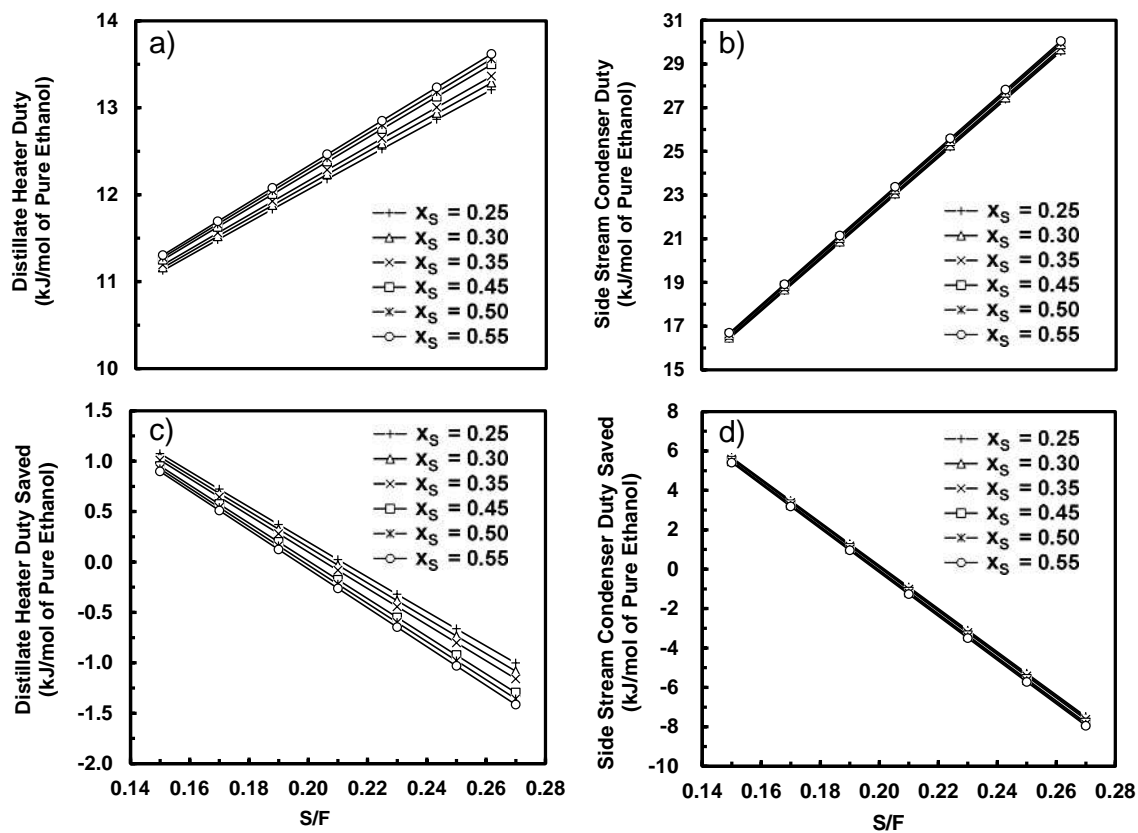 a)
Distillate Heater Duty
(kJ/mol of Pure Ethanol)
14
13
12
11
10
xS = 0.25
xS = 0.30
xS = 0.35
xS = 0.45
xS = 0.50
xS = 0.55
b)
Side Stream Condenser Duty
(kJ/mol of Pure Ethanol)
31
29
27
25
23
21
19
17
15
xS = 0.25
xS = 0.30
xS = 0.35
xS = 0.45
xS = 0.50
xS = 0.55
c)
Distillate Heater Duty Saved
(kJ/mol of Pure Ethanol)
1.5
1.0
0.5
0.0
-0.5
-1.0
-1.5
-2.0
xS = 0.25
xS = 0.30
xS = 0.35
xS = 0.45
xS = 0.50
xS = 0.55
0.14 0.16 0.18 0.20 0.22 0.24 0.26 0.28
S/F
d)
Side Stream Condenser Duty Saved
(kJ/mol of Pure Ethanol)
8
6
4
2
0
-2
-4
-6
-8
-10
xS = 0.25
xS = 0.30
xS = 0.35
xS = 0.45
xS = 0.50
xS = 0.55
0.14 0.16 0.18 0.20 0.22 0.24 0.26 0.28
S/F